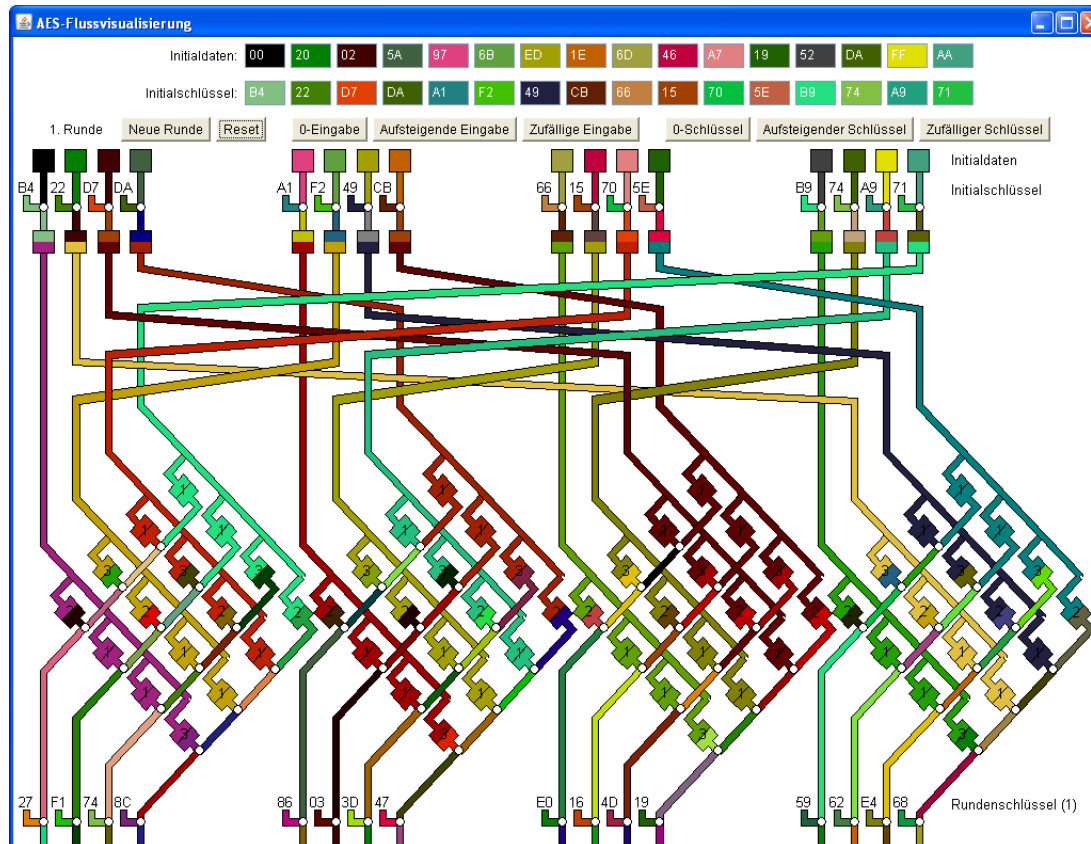 AES-Flussvisualisierung
Initialdaten: 00 20 02 5A 97 6B ED 1E 6D 46 A7 19 52 DA FF AA
Initialschlüssel: B4 22 D7 DA A1 F2 49 CB 66 15 70 5E B9 74 A9 71
1. Runde Neue Runde Reset 0-Eingabe Aufsteigende Eingabe Zufällige Eingabe 0-Schlüssel Aufsteigender Schlüssel Zufälliger Schlüssel
Initialdaten
B4 22 D7 DA A1 F2 49 CB 66 15 70 5E B9 74 A9 71 Initialschlüssel
27 F1 74 8C 86 03 3D 47 E0 16 4D 19 59 62 E4 68 Rundenschlüssel (1)